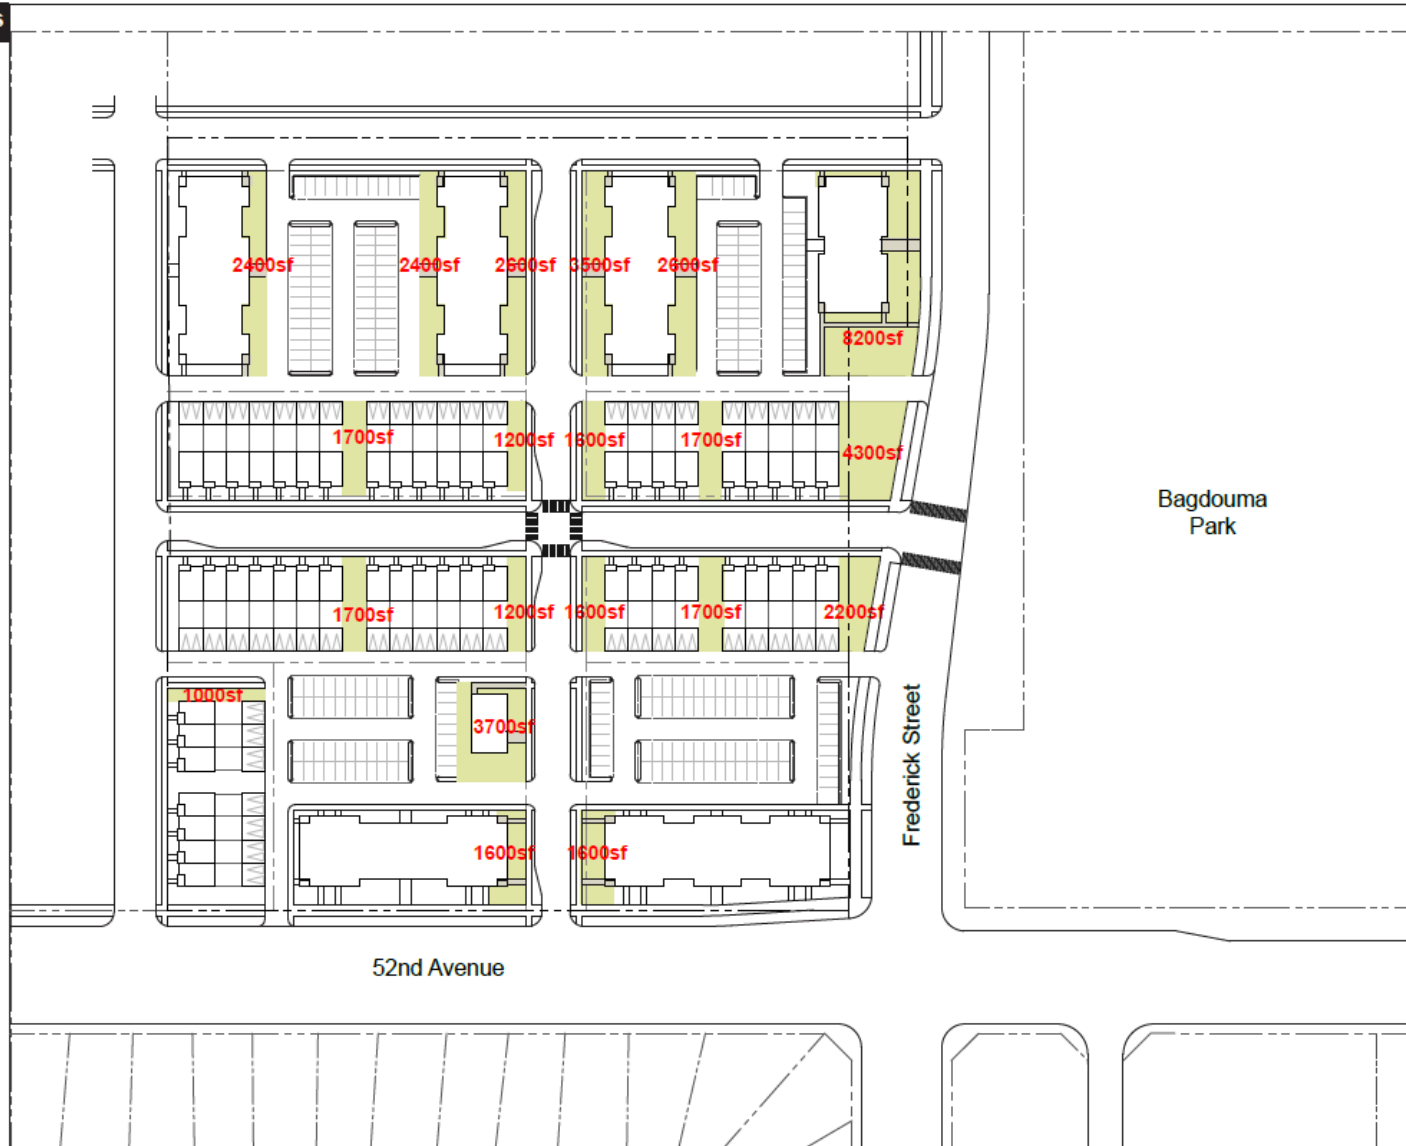 s
2400sf 2400sf 2600sf 3500sf 2600sf
8200sf
1700sf 1200sf 1600sf 1700sf 4300sf
Bagdouma
Park
1700sf 1200sf 1600sf 1700sf 2200sf
1000sf
3700sf
Frederick Street
1600sf 1600sf
52nd Avenue